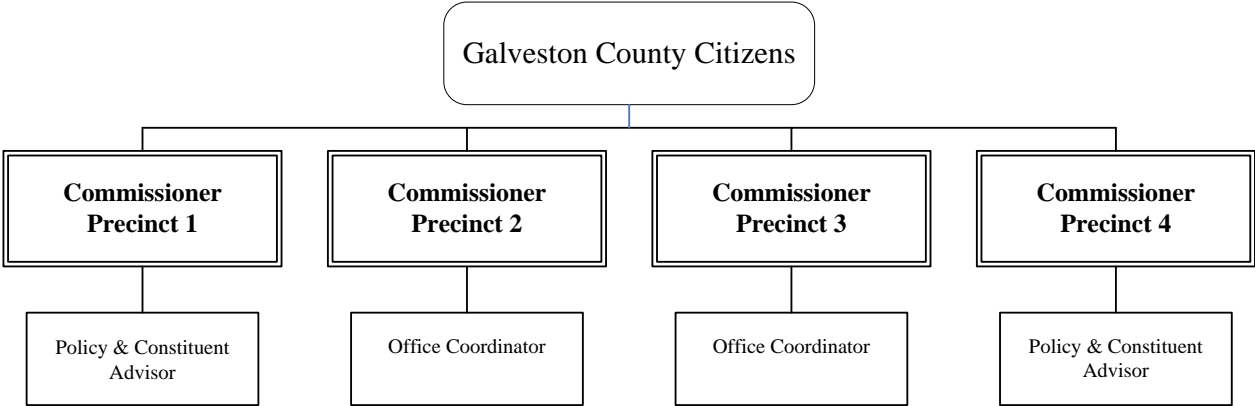 Galveston County Citizens
Commissioner
Precinct 1
Commissioner
Precinct 2
Commissioner
Precinct 3
Commissioner
Precinct 4
Policy & Constituent
Advisor
Office Coordinator
Office Coordinator
Policy & Constituent
Advisor